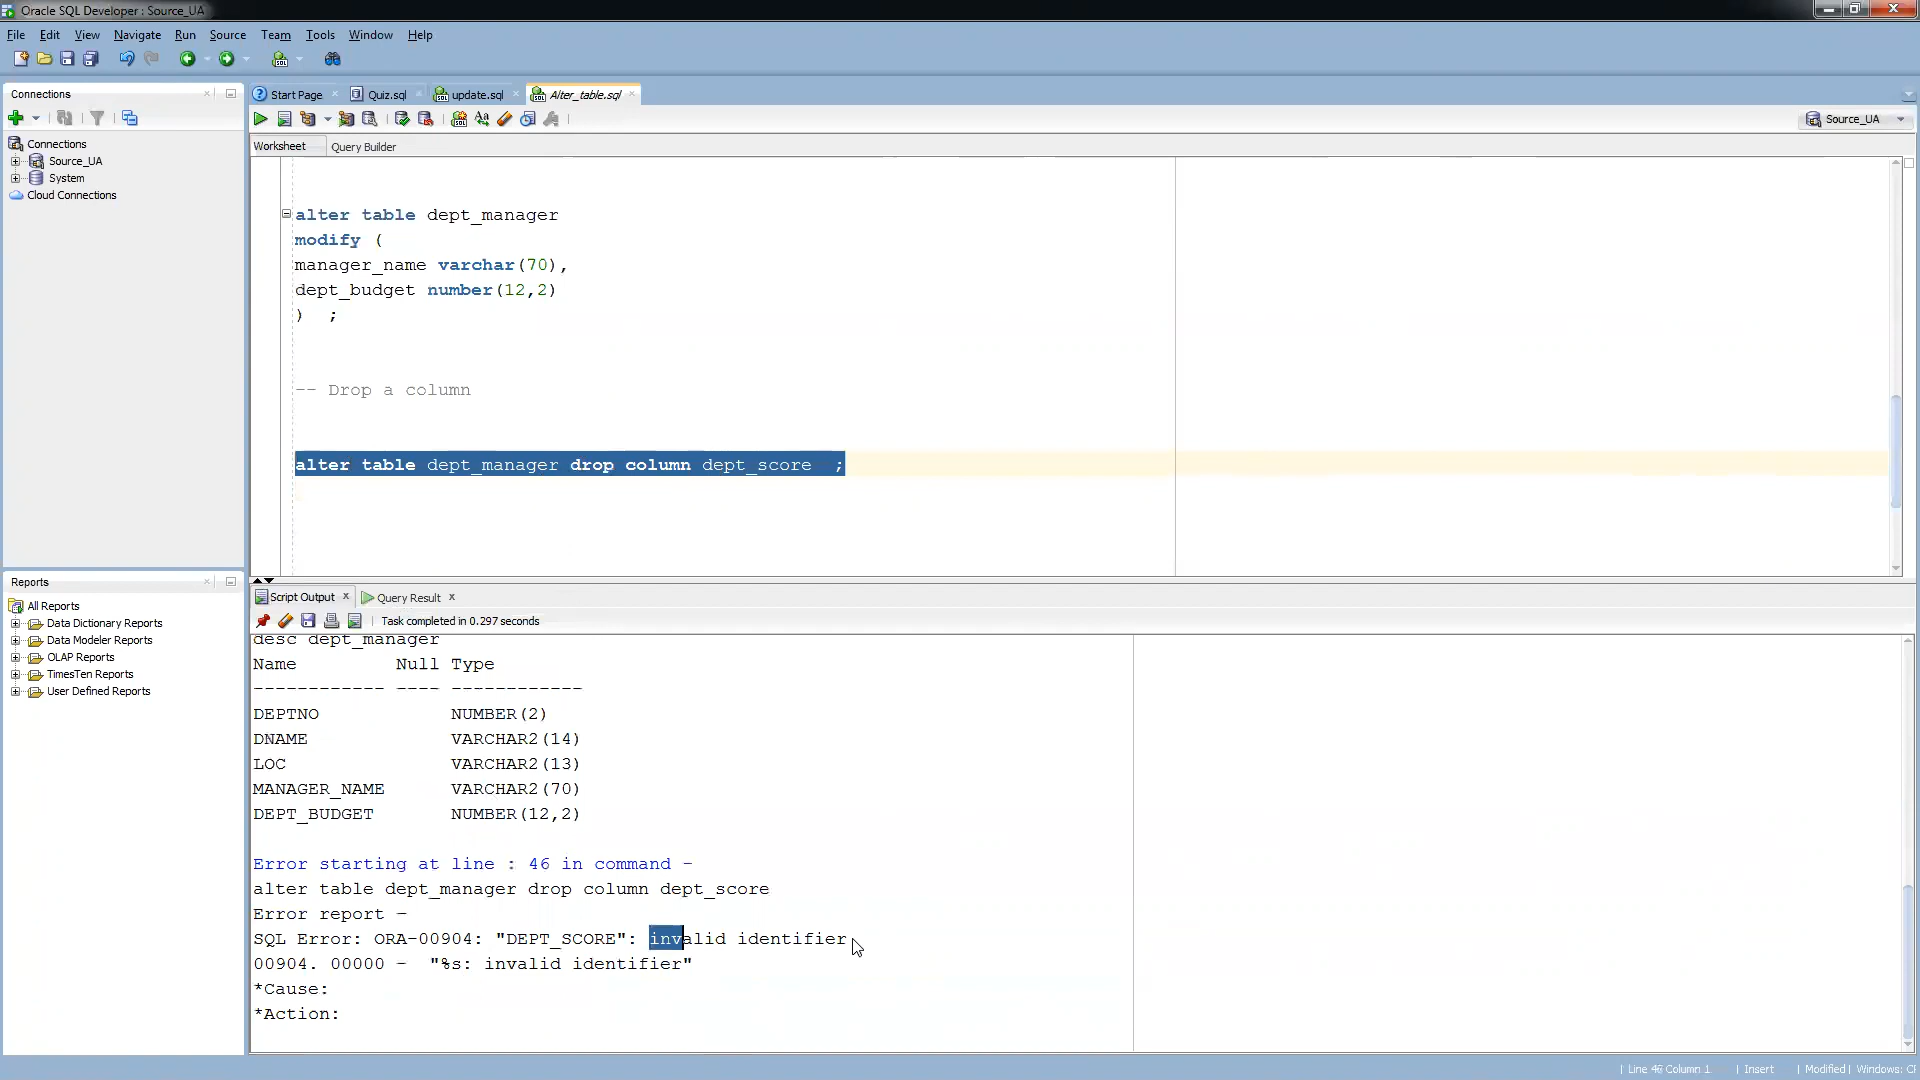 Oracle SQL Developer : Source_UA
File Edit View Navigate Run Source Team Tools Window Help
Connections
Start Page Quiz.sql update.sql Alter_table.sql
Source_UA
Worksheet Query Builder
Connections
Source_UA
System
Cloud Connections
alter table dept_manager
modify (
manager_name varchar(70),
dept_budget number(12,2)
) ;
-- Drop a column
alter table dept_manager drop column dept_score ;
Reports
All Reports
Data Dictionary Reports
Data Modeler Reports
OLAP Reports
TimesTen Reports
User Defined Reports
Script Output Query Result
Task completed in 0.297 seconds
desc dept_manager
Name Null Type
------------ ---- ------------
DEPTNO NUMBER(2)
DNAME VARCHAR2(14)
LOC VARCHAR2(13)
MANAGER_NAME VARCHAR2(70)
DEPT_BUDGET NUMBER(12,2)
Error starting at line : 46 in command -
alter table dept_manager drop column dept_score
Error report -
SQL Error: ORA-00904: "DEPT_SCORE": invalid identifier
00904. 00000 - "%s: invalid identifier"
*Cause:
*Action:
Line 46 Column 1 Insert Modified Windows: CF